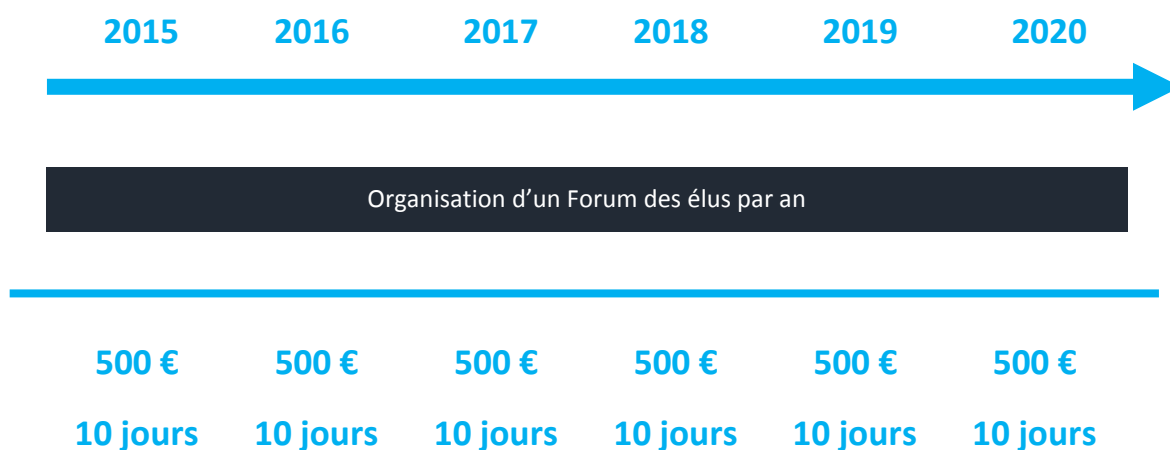 2015 2016 2017 2018 2019 2020
Organisation d’un Forum des élus par an
500 € 500 € 500 € 500 € 500 € 500 €
10 jours 10 jours 10 jours 10 jours 10 jours 10 jours